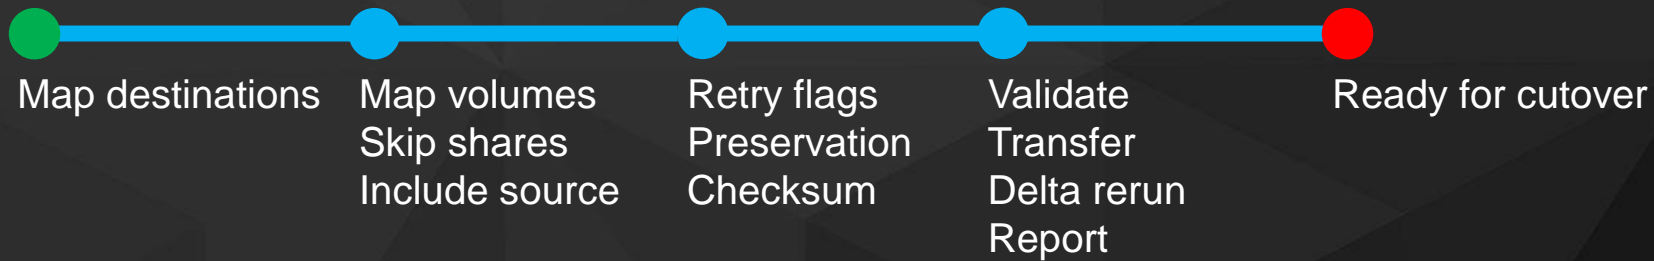 Map destinations
Map volumes
Skip shares
Include source
Retry flags
Preservation
Checksum
Validate
Transfer
Delta rerun
Report
Ready for cutover